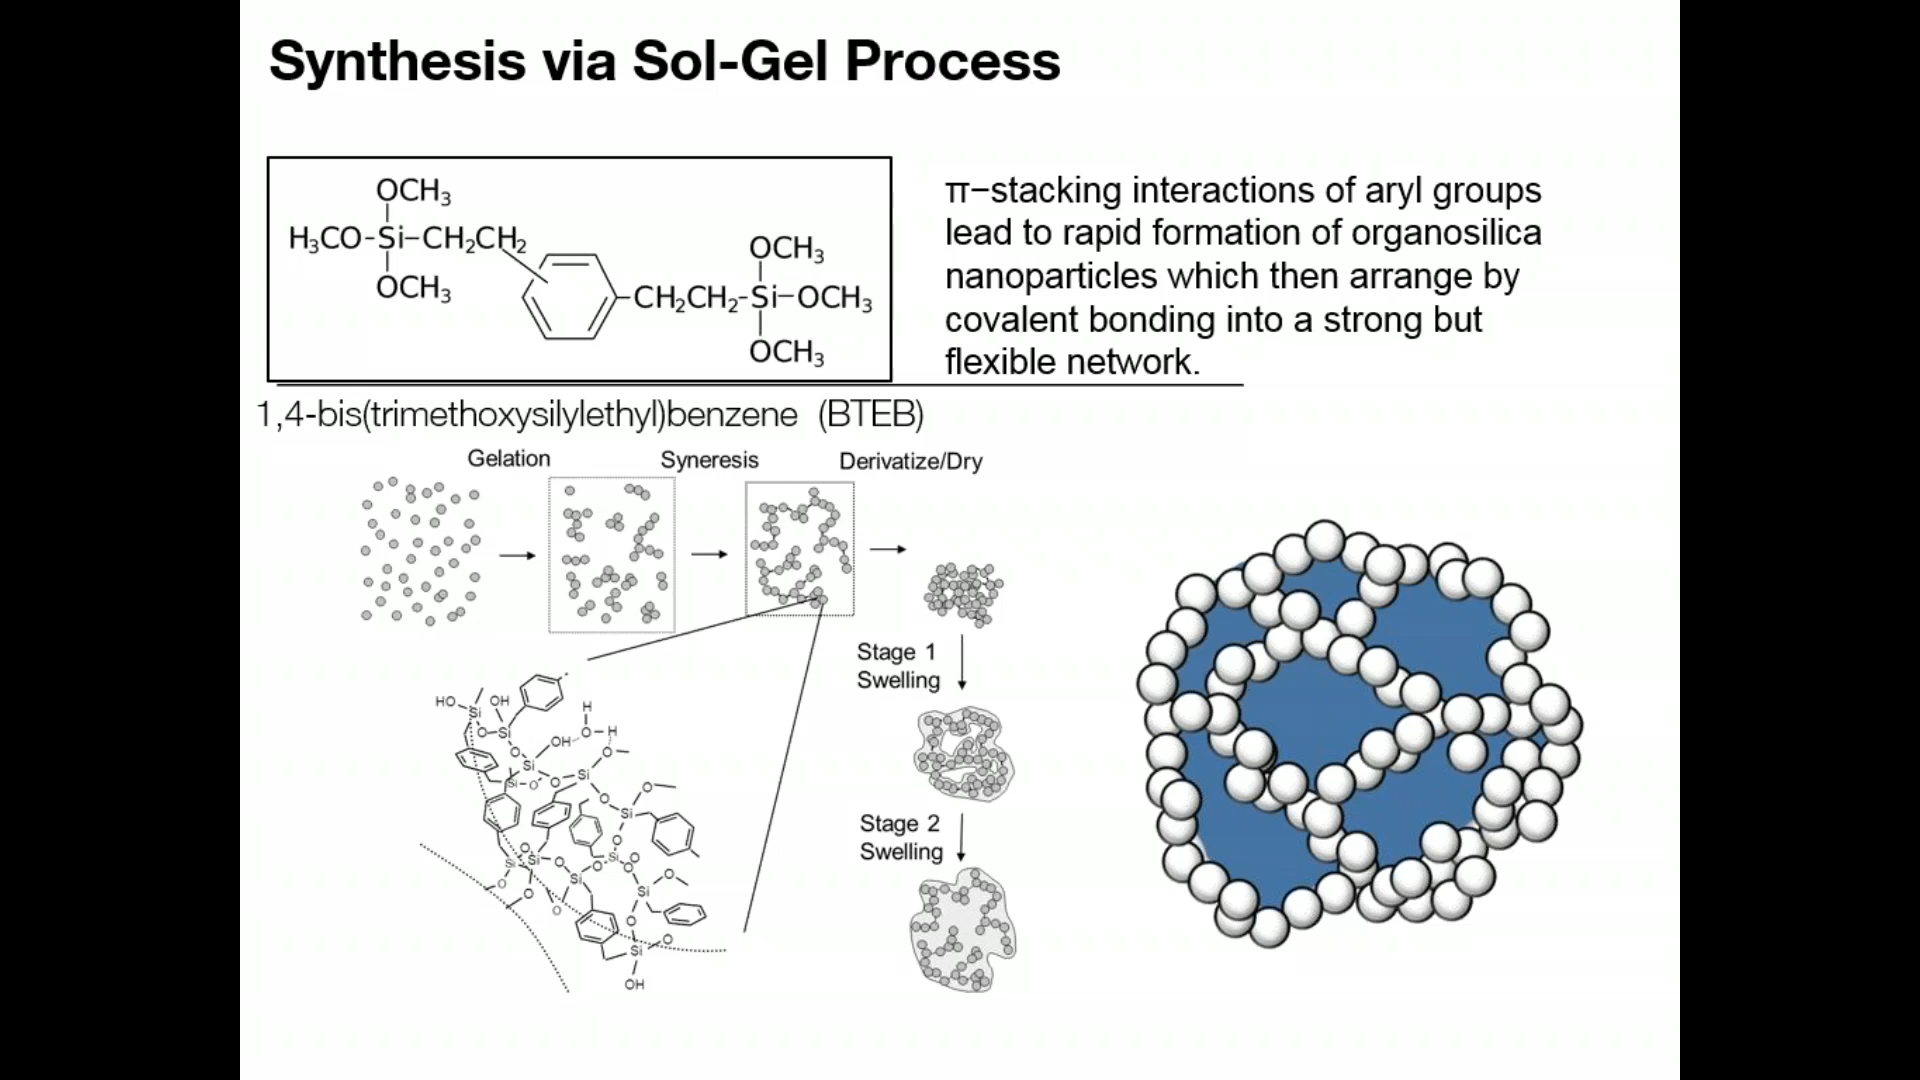 Synthesis via Sol-Gel Process
OCH₃
H₃CO-Si-CH₂CH₂
OCH₃
OCH₃
-CH₂CH₂-Si-OCH₃
OCH₃
π-stacking interactions of aryl groups
lead to rapid formation of organosilica
nanoparticles which then arrange by
covalent bonding into a strong but
flexible network.
1,4-bis(trimethoxysilylethyl)benzene (BTEB)
Gelation
Syneresis
Derivatize/Dry
Stage 1
Swelling
Stage 2
Swelling
HO
Si
OH
O
Si
H
O
H
OH
O
O
Si
O
Si
Si
O
O
O
Si
O
Si
O
Si
O
Si
O
O
O
Si
O
Si
O
O
O
O
O
Si
O
OH